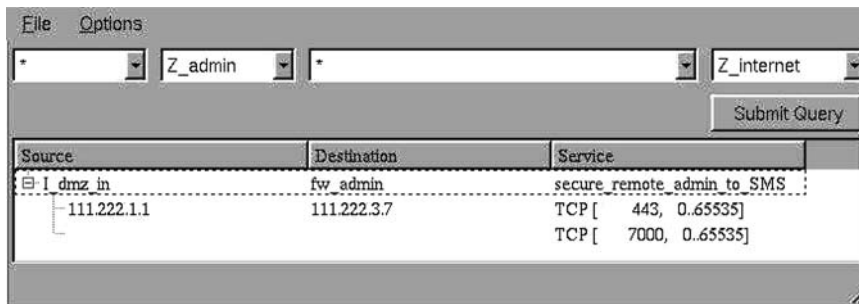 File Options
* Z_admin * Z_internet
Submit Query
Source Destination Service
I_dmz_in fw_admin secure_remote_admin_to_SMS
111.222.1.1 111.222.3.7 TCP [ 443, 0..65535]
TCP [ 7000, 0..65535]